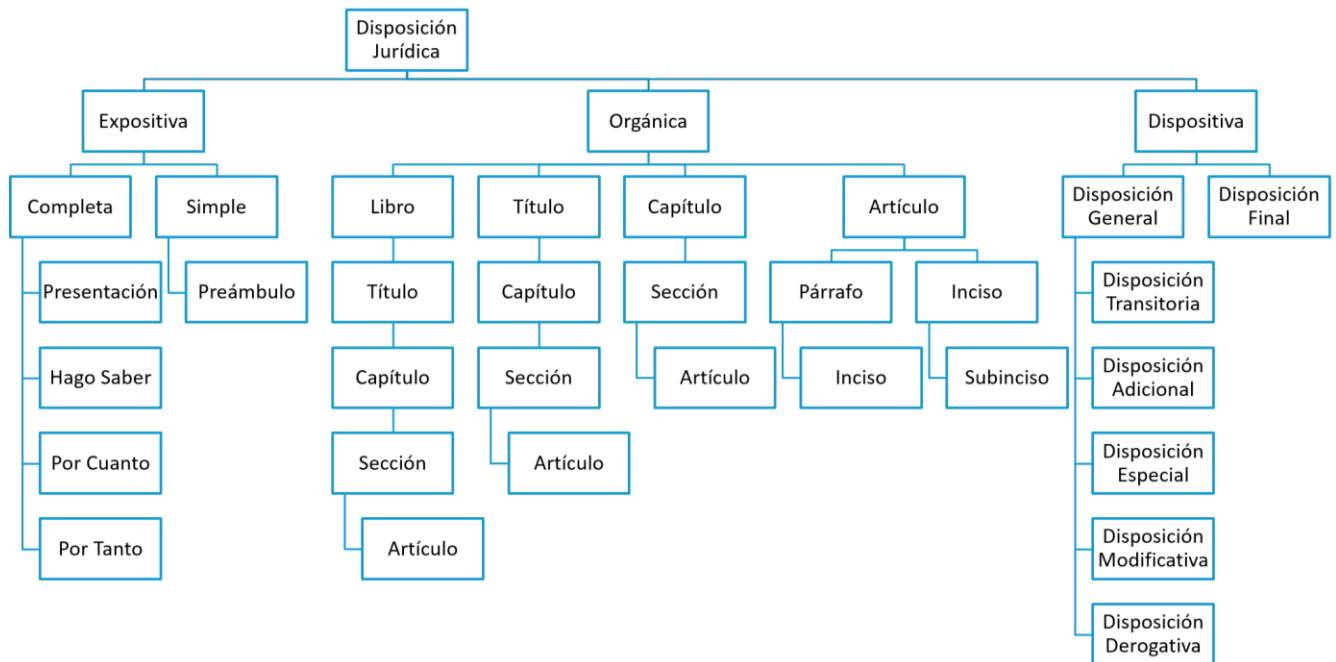 Disposición
Jurídica
Expositiva
Orgánica
Dispositiva
Completa
Simple
Libro
Título
Capítulo
Artículo
Disposición
General
Disposición
Final
Presentación
Preámbulo
Título
Capítulo
Sección
Párrafo
Inciso
Disposición
Transitoria
Hago Saber
Capítulo
Sección
Artículo
Inciso
Subinciso
Disposición
Adicional
Por Cuanto
Sección
Artículo
Disposición
Especial
Por Tanto
Artículo
Disposición
Modificativa
Disposición
Derogativa